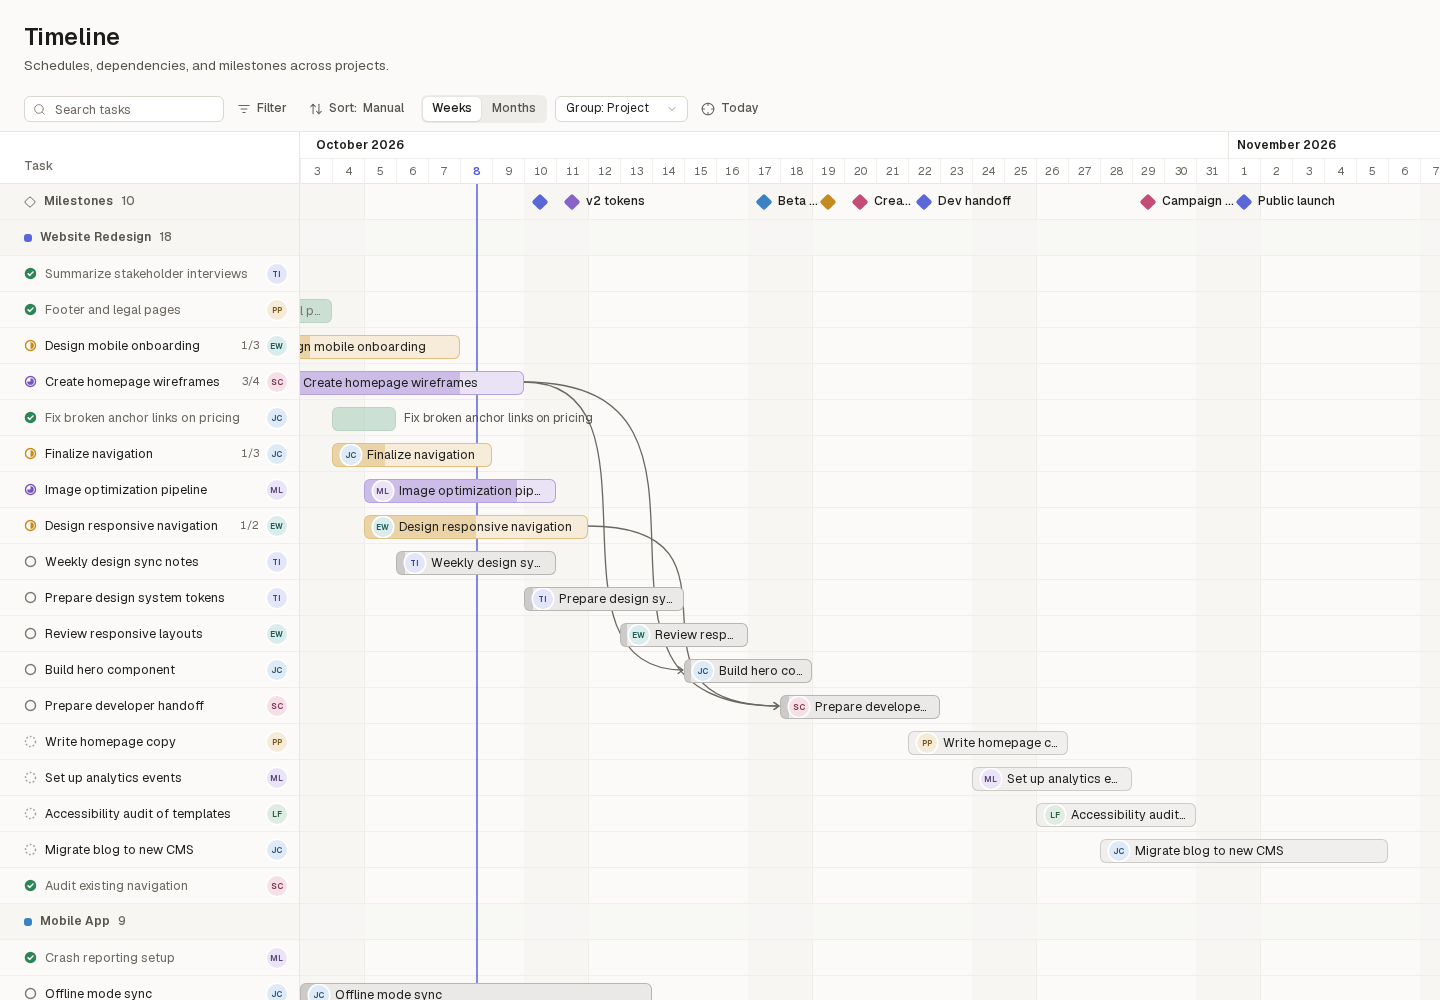 Timeline
Schedules, dependencies, and milestones across projects.
Search tasks Filter Sort: Manual Weeks Months Group: Project Today
October 2026 November 2026
Task
3 4 5 6 7 8 9 10 11 12 13 14 15 16 17 18 19 20 21 22 23 24 25 26 27 28 29 30 31 1 2 3 4 5 6 7
Milestones 10 v2 tokens Beta ... Crea... Dev handoff Campaign ... Public launch
Website Redesign 18
Summarize stakeholder interviews TI
Footer and legal pages PP l p...
Design mobile onboarding 1/3 EW gn mobile onboarding
Create homepage wireframes 3/4 SC Create homepage wireframes
Fix broken anchor links on pricing JC Fix broken anchor links on pricing
Finalize navigation 1/3 JC JC Finalize navigation
Image optimization pipeline ML ML Image optimization pip...
Design responsive navigation 1/2 EW EW Design responsive navigation
Weekly design sync notes TI TI Weekly design sy...
Prepare design system tokens TI TI Prepare design sy...
Review responsive layouts EW EW Review resp...
Build hero component JC JC Build hero co...
Prepare developer handoff SC SC Prepare develope...
Write homepage copy PP PP Write homepage c...
Set up analytics events ML ML Set up analytics e...
Accessibility audit of templates LF LF Accessibility audit...
Migrate blog to new CMS JC JC Migrate blog to new CMS
Audit existing navigation SC
Mobile App 9
Crash reporting setup ML
Offline mode sync JC JC Offline mode sync